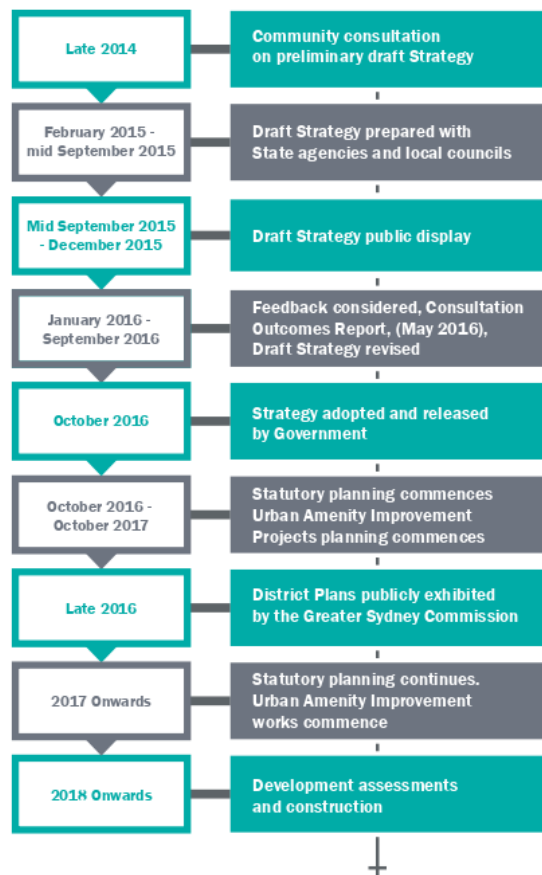 Late 2014
Community consultation
on preliminary draft Strategy
February 2015 -
mid September 2015
Draft Strategy prepared with
State agencies and local councils
Mid September 2015
- December 2015
Draft Strategy public display
January 2016 -
September 2016
Feedback considered, Consultation
Outcomes Report, (May 2016),
Draft Strategy revised
October 2016
Strategy adopted and released
by Government
October 2016 -
October 2017
Statutory planning commences
Urban Amenity Improvement
Projects planning commences
Late 2016
District Plans publicly exhibited
by the Greater Sydney Commission
2017 Onwards
Statutory planning continues.
Urban Amenity Improvement
works commence
2018 Onwards
Development assessments
and construction